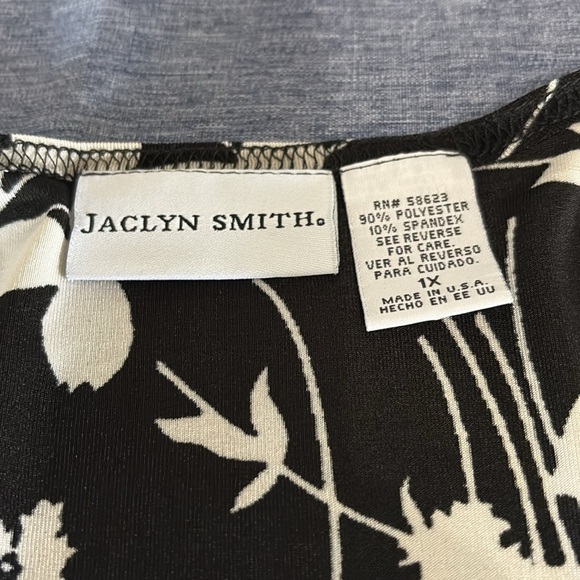 JACLYN SMITH®
RN# 58623
90% POLYESTER
10% SPANDEX
SEE REVERSE
FOR CARE.
VER AL REVERSO
PARA CUIDADO.
1X
MADE IN U.S.A.
HECHO EN EE UU